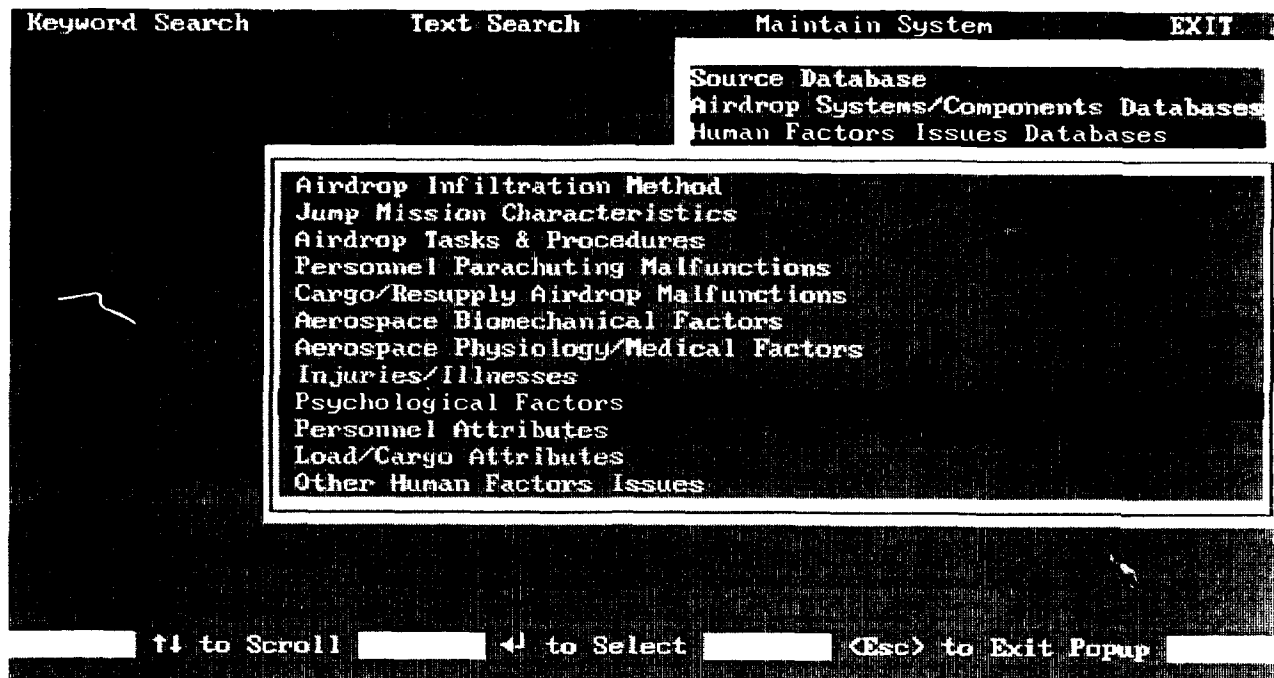 Keyword Search Text Search Maintain System EXIT
Source Database
Airdrop Systems/Components Databases
Human Factors Issues Databases
Airdrop Infiltration Method
Jump Mission Characteristics
Airdrop Tasks & Procedures
Personnel Parachuting Malfunctions
Cargo/Resupply Airdrop Malfunctions
Aerospace Biomechanical Factors
Aerospace Physiology/Medical Factors
Injuries/Illnesses
Psychological Factors
Personnel Attributes
Load/Cargo Attributes
Other Human Factors Issues
↑↓ to Scroll ↵ to Select <Esc> to Exit Popup